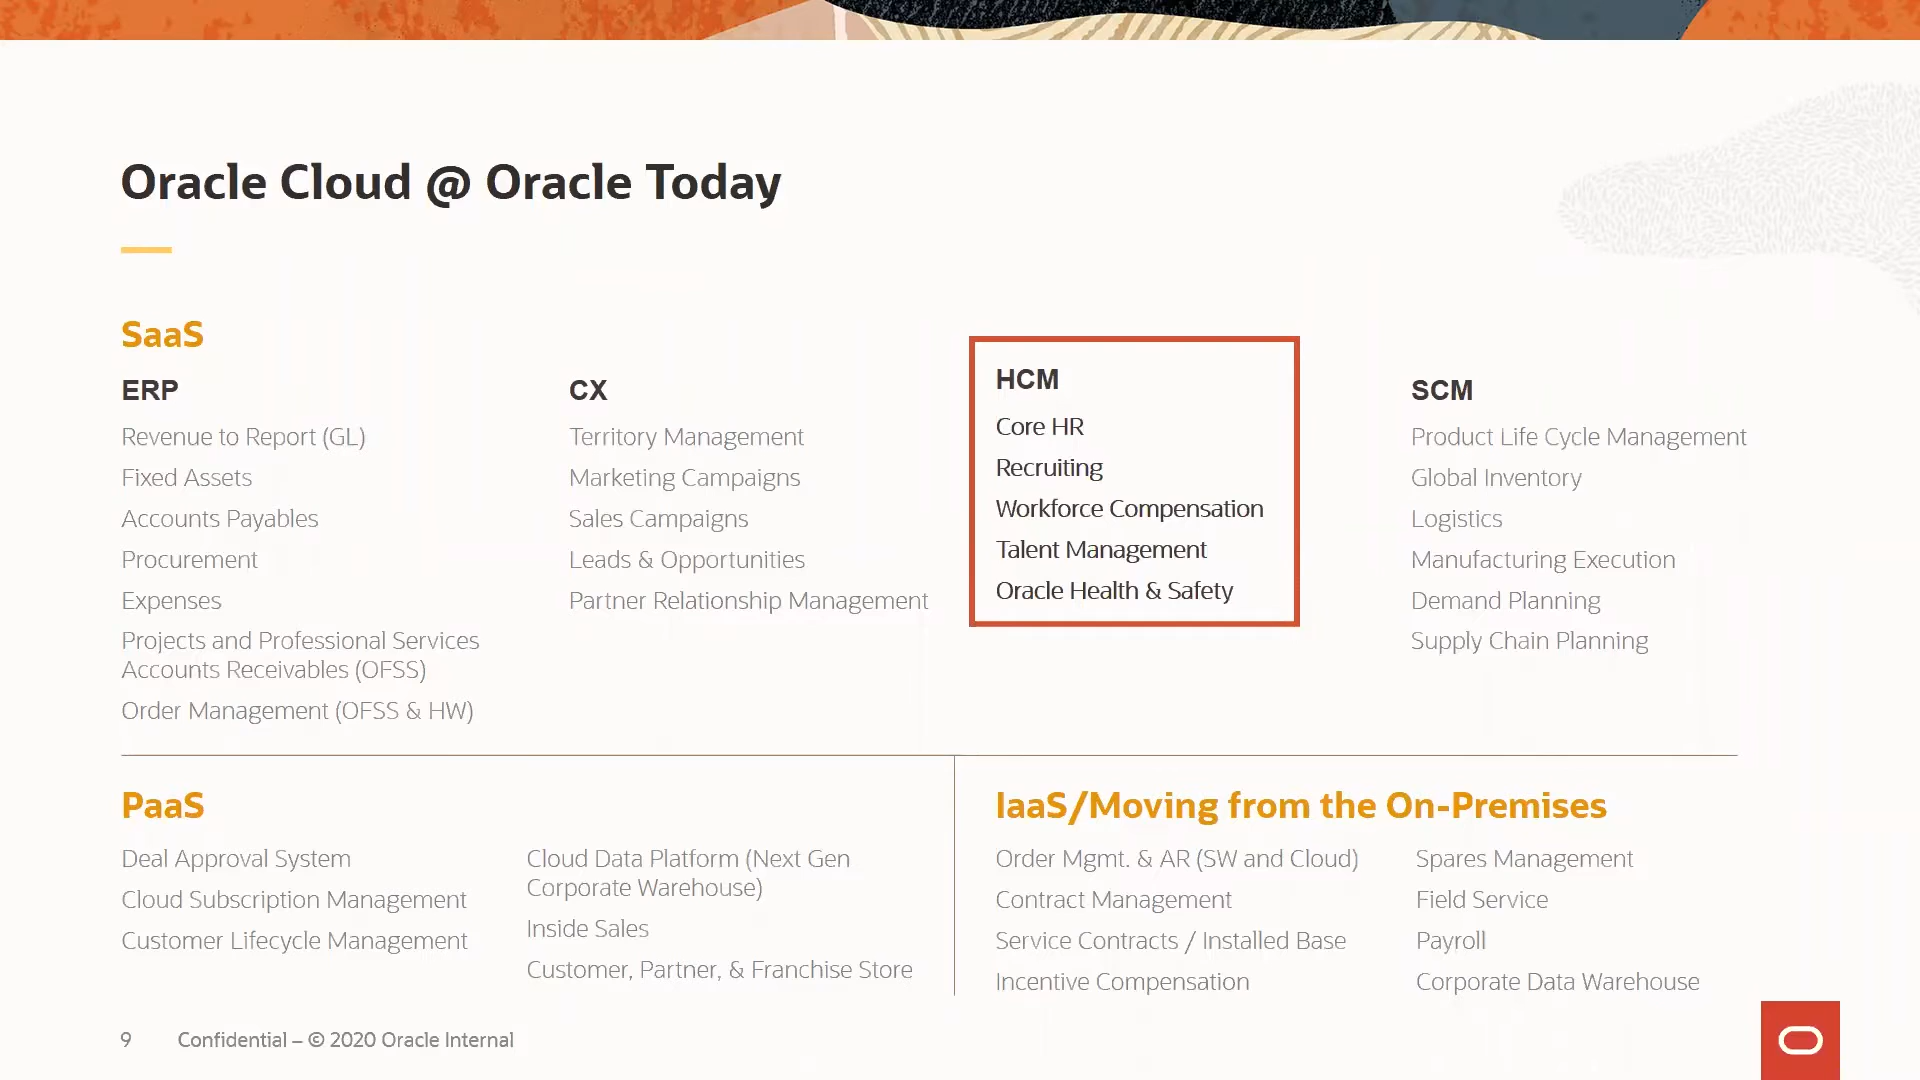 Oracle Cloud @ Oracle Today
SaaS
ERP
Revenue to Report (GL)
Fixed Assets
Accounts Payables
Procurement
Expenses
Projects and Professional Services
Accounts Receivables (OFSS)
Order Management (OFSS & HW)
CX
Territory Management
Marketing Campaigns
Sales Campaigns
Leads & Opportunities
Partner Relationship Management
HCM
Core HR
Recruiting
Workforce Compensation
Talent Management
Oracle Health & Safety
SCM
Product Life Cycle Management
Global Inventory
Logistics
Manufacturing Execution
Demand Planning
Supply Chain Planning
PaaS
Deal Approval System
Cloud Subscription Management
Customer Lifecycle Management
Cloud Data Platform (Next Gen
Corporate Warehouse)
Inside Sales
Customer, Partner, & Franchise Store
IaaS/Moving from the On-Premises
Order Mgmt. & AR (SW and Cloud)
Contract Management
Service Contracts / Installed Base
Incentive Compensation
Spares Management
Field Service
Payroll
Corporate Data Warehouse
9 Confidential – © 2020 Oracle Internal